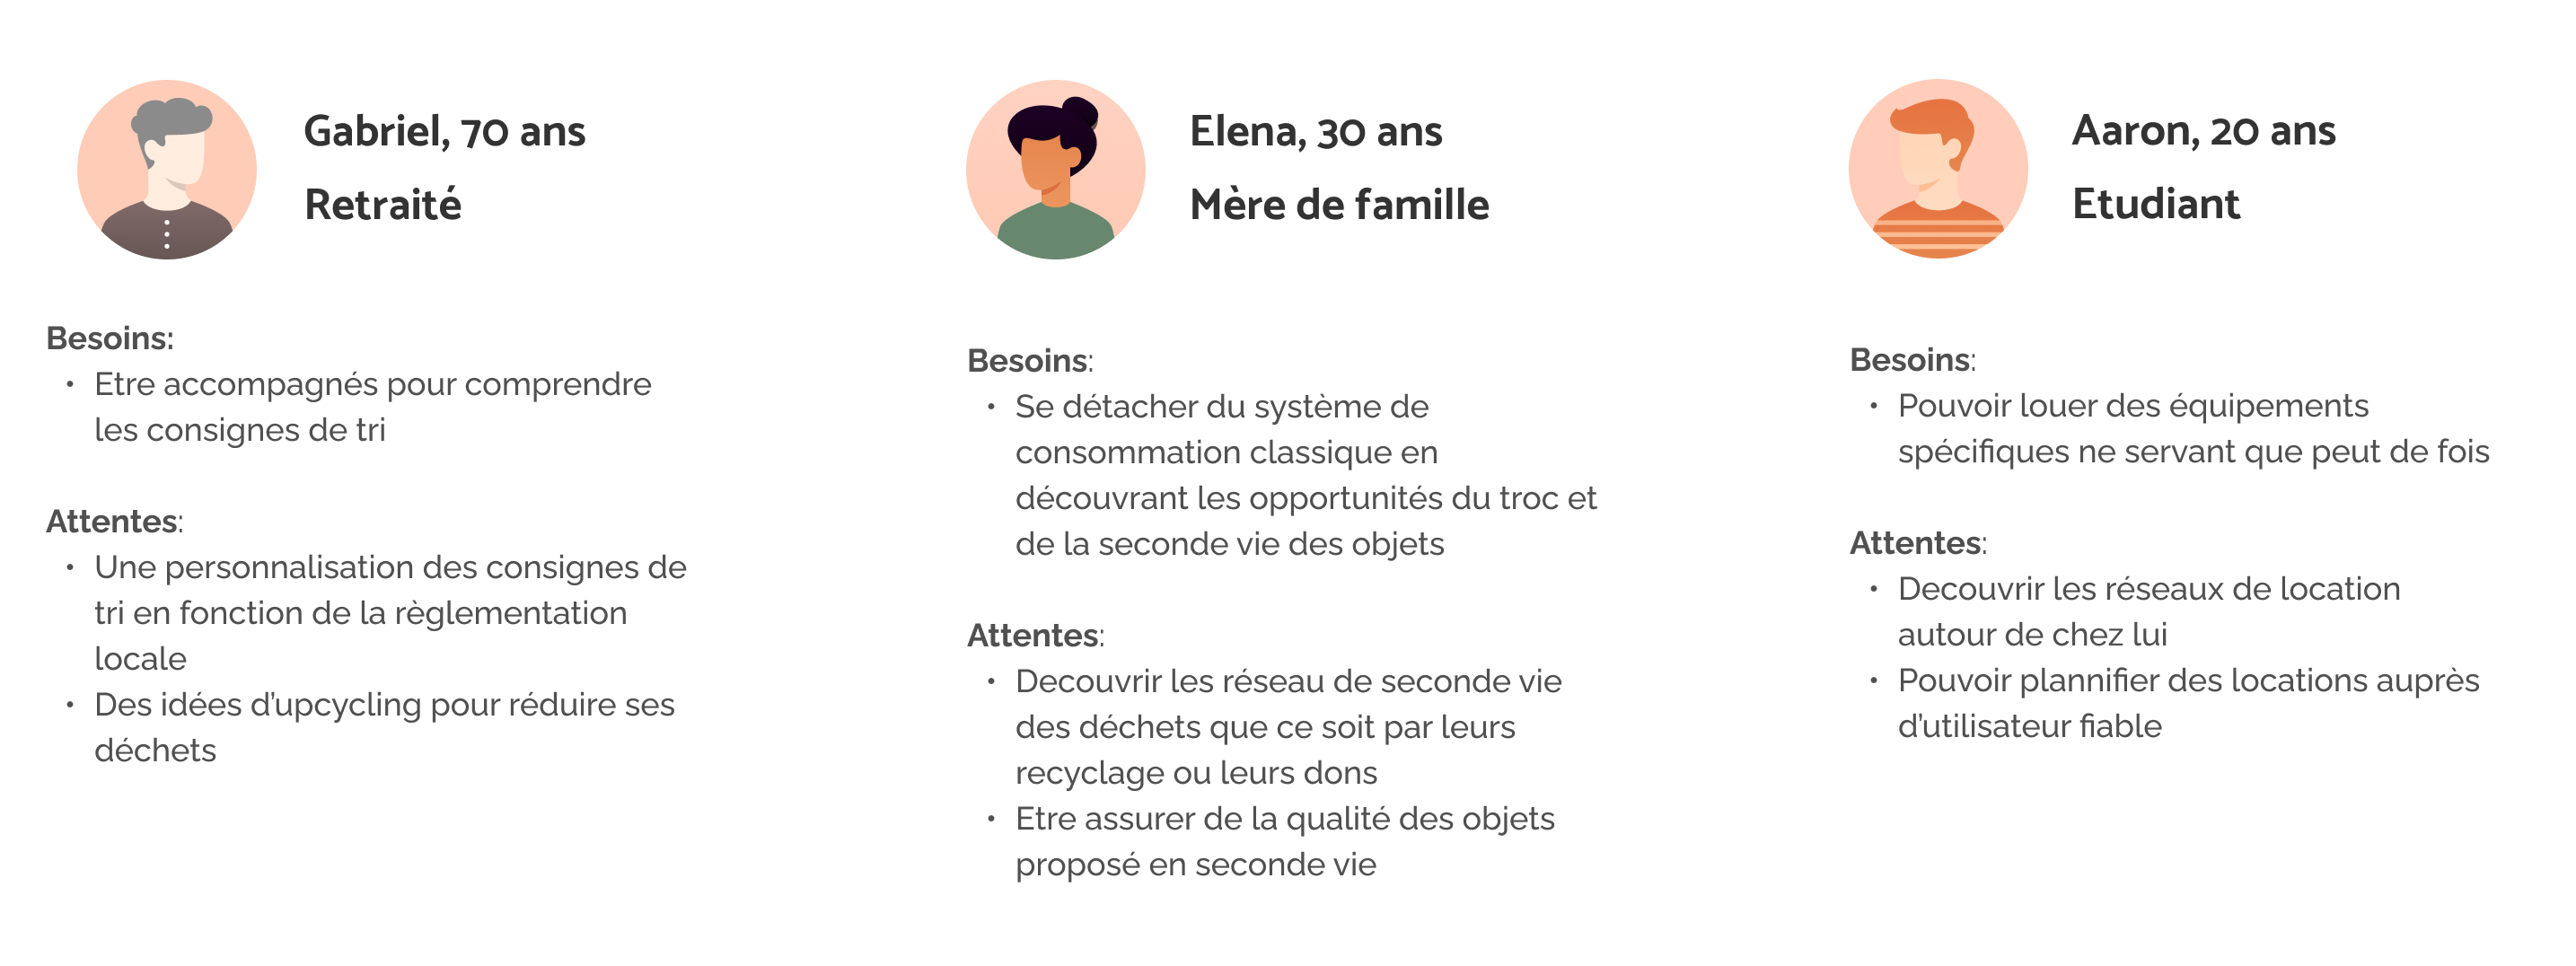 Gabriel, 70 ans
Retraité
Besoins:
• Etre accompagnés pour comprendre
les consignes de tri
Attentes:
• Une personnalisation des consignes de
tri en fonction de la règlementation
locale
• Des idées d'upcycling pour réduire ses
déchets
Elena, 30 ans
Mère de famille
Besoins:
• Se détacher du système de
consommation classique en
découvrant les opportunités du troc et
de la seconde vie des objets
Attentes:
• Decouvrir les réseau de seconde vie
des déchets que ce soit par leurs
recyclage ou leurs dons
• Etre assurer de la qualité des objets
proposé en seconde vie
Aaron, 20 ans
Etudiant
Besoins:
• Pouvoir louer des équipements
spécifiques ne servant que peut de fois
Attentes:
• Decouvrir les réseaux de location
autour de chez lui
• Pouvoir plannifier des locations auprès
d'utilisateur fiable